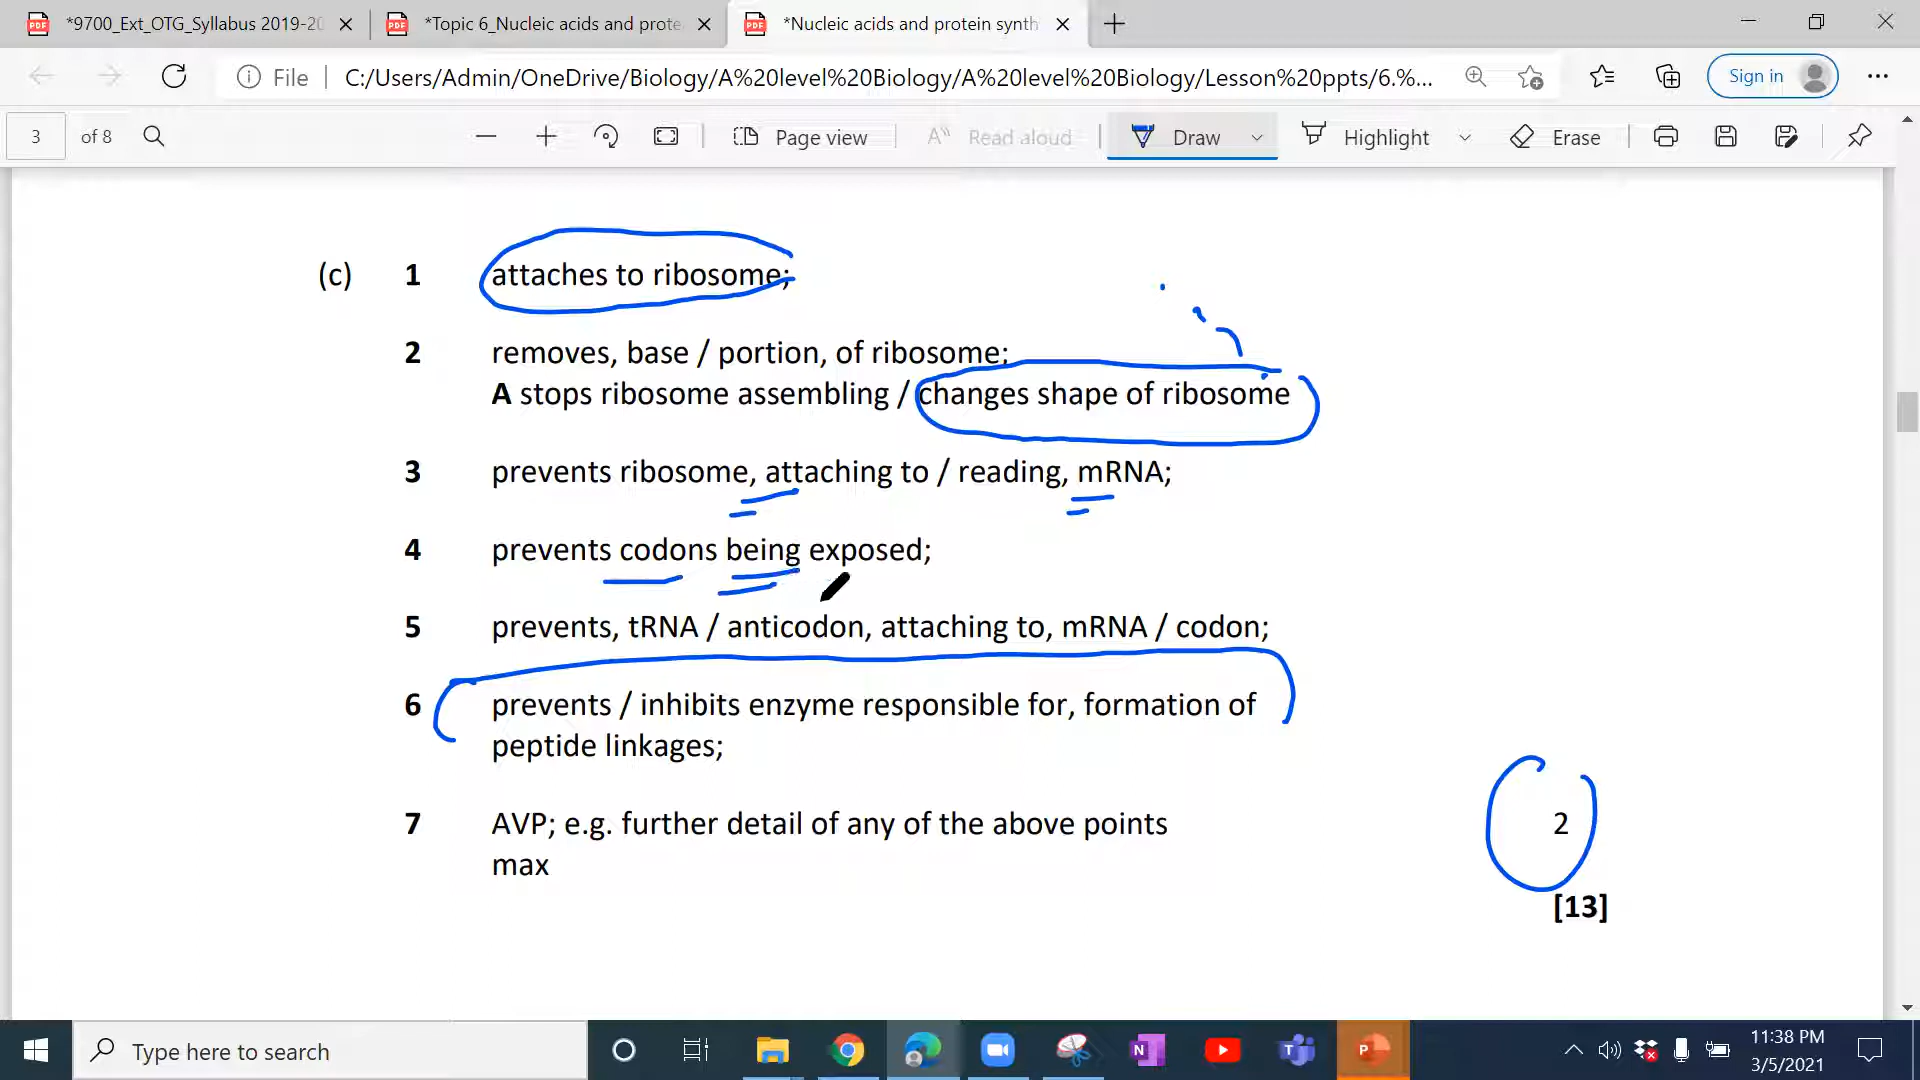 *9700_Ext_OTG_Syllabus 2019-20
*Topic 6_Nucleic acids and prote
*Nucleic acids and protein synth
File
C:/Users/Admin/OneDrive/Biology/A%20level%20Biology/A%20level%20Biology/Lesson%20ppts/6.%...
Sign in
3 of 8
Page view
Read aloud
Draw
Highlight
Erase
(c) 1 attaches to ribosome;
2 removes, base / portion, of ribosome;
A stops ribosome assembling / changes shape of ribosome
3 prevents ribosome, attaching to / reading, mRNA;
4 prevents codons being exposed;
5 prevents, tRNA / anticodon, attaching to, mRNA / codon;
6 prevents / inhibits enzyme responsible for, formation of
peptide linkages;
7 AVP; e.g. further detail of any of the above points
max 2
[13]
Type here to search
11:38 PM
3/5/2021